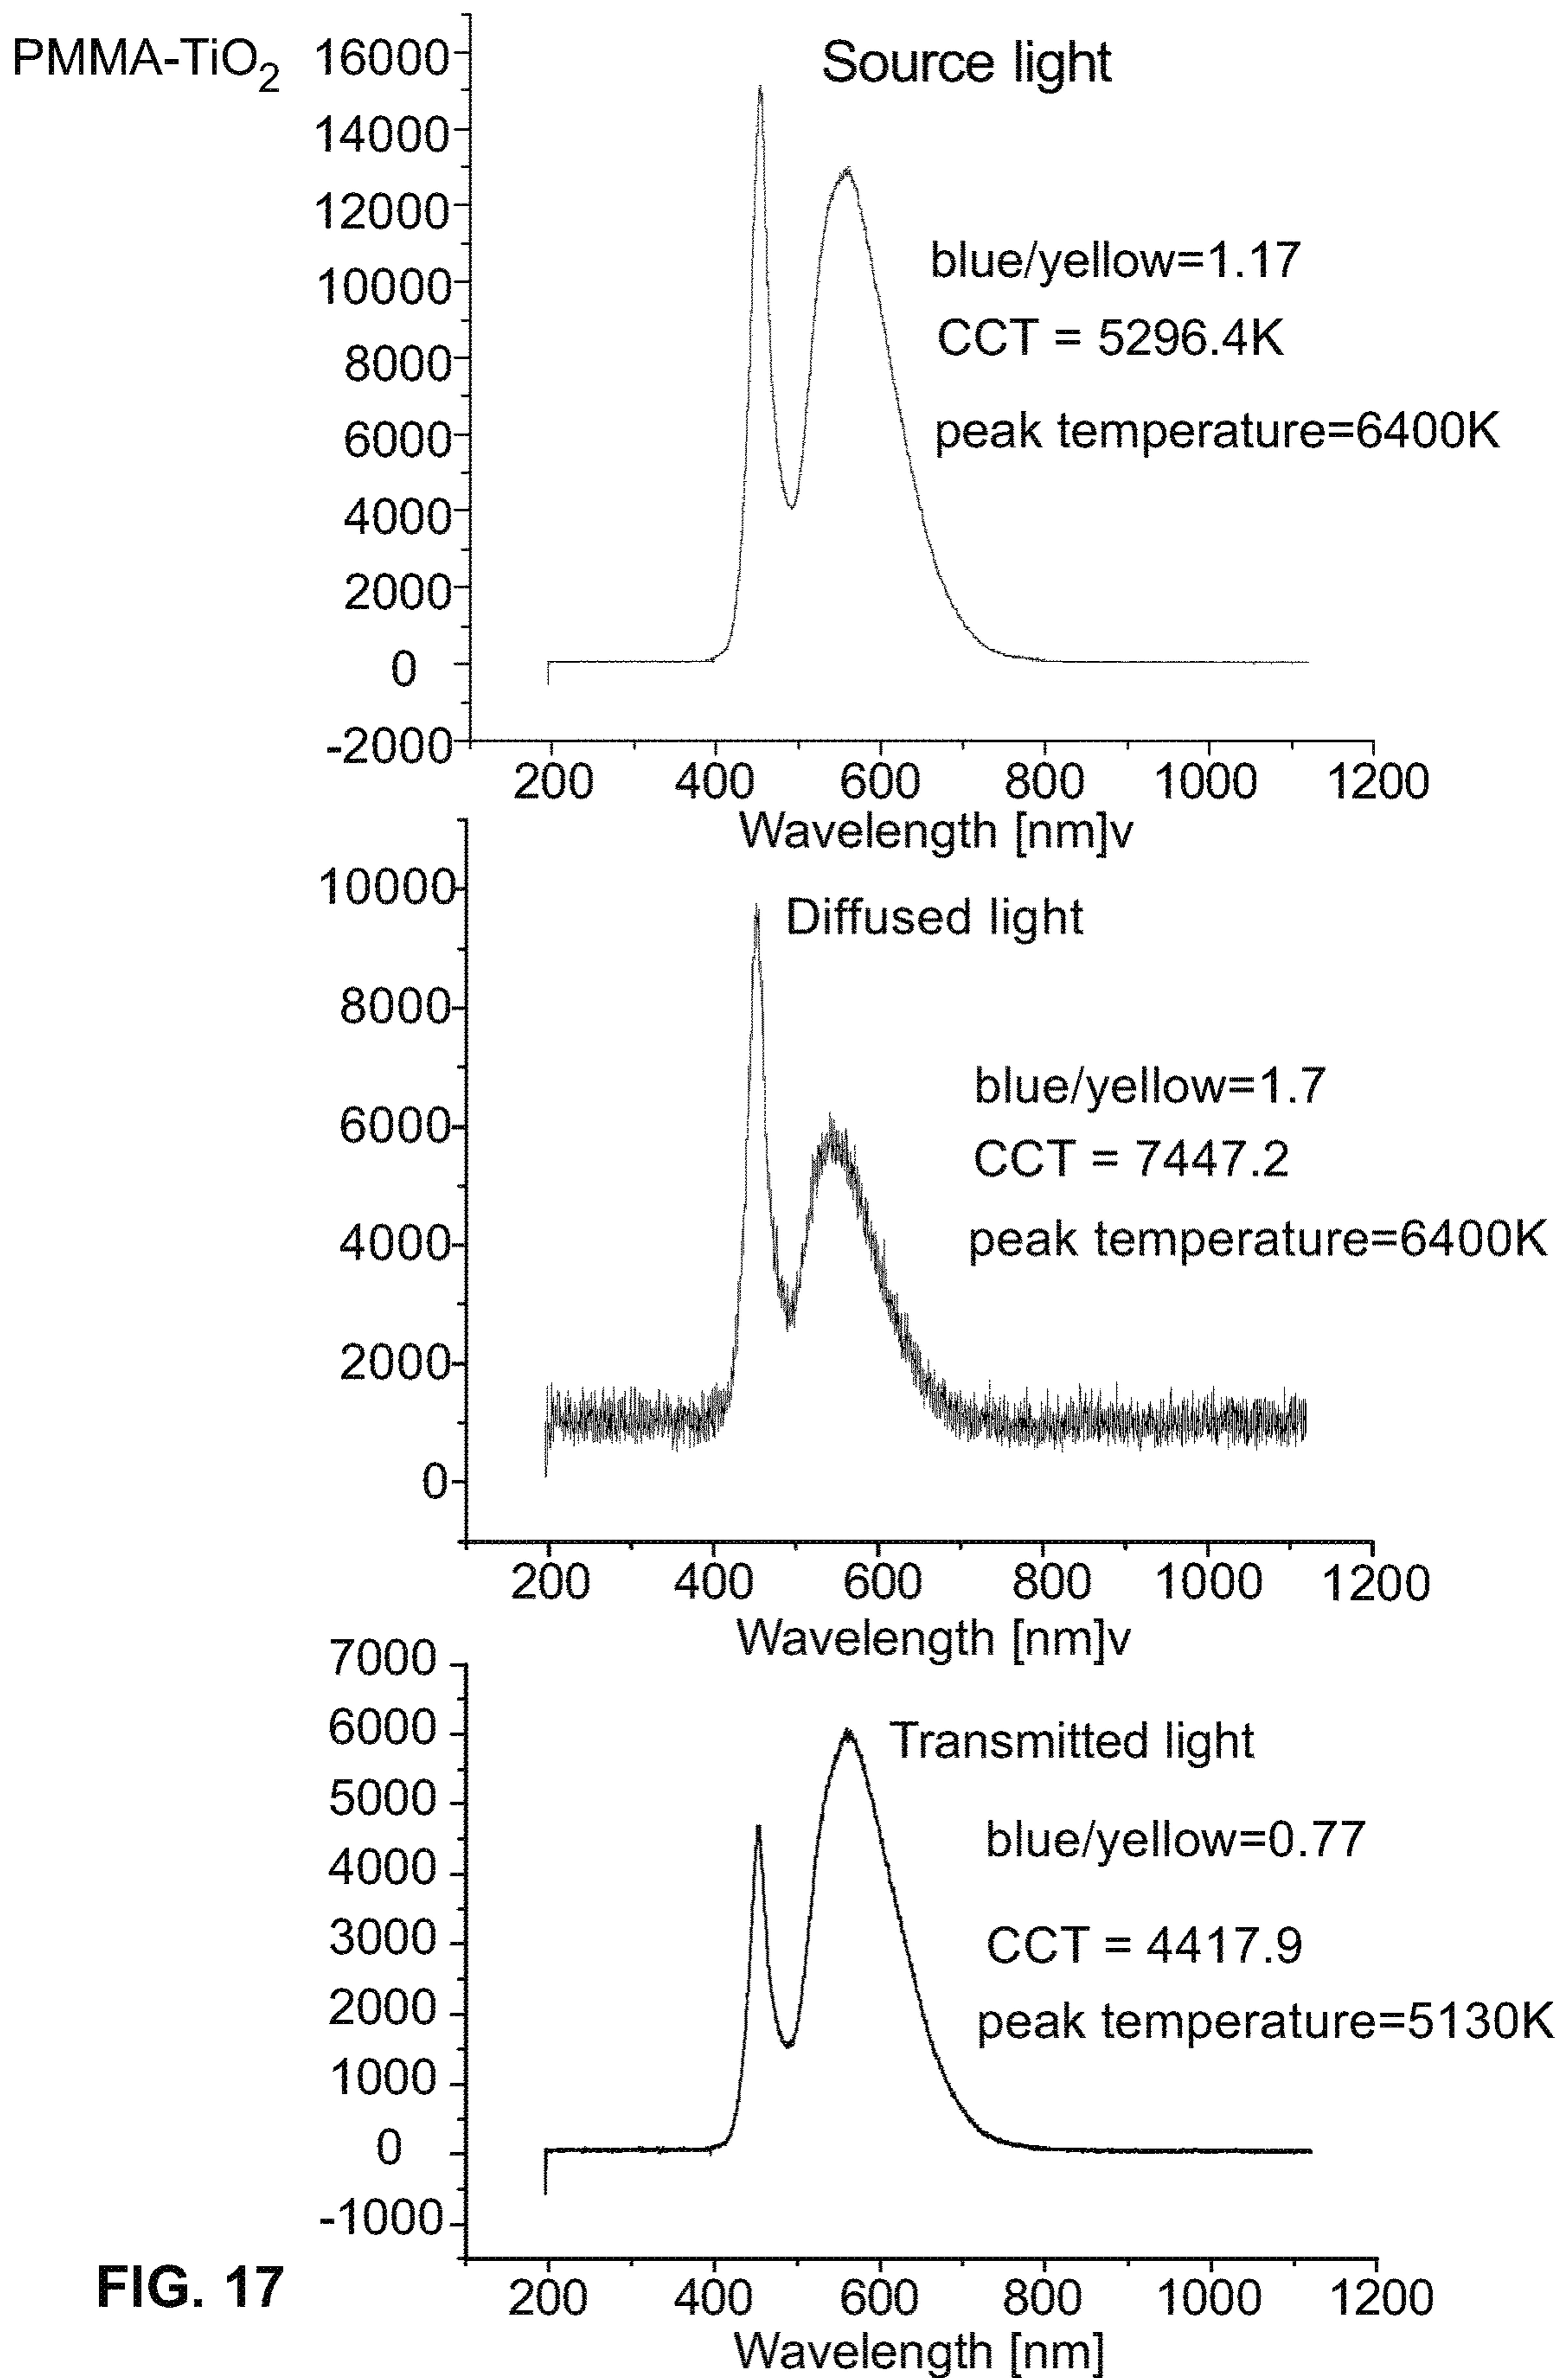 PMMA-TiO2
16000
Source light
14000
12000
blue/yellow=1.17
10000
CCT = 5296.4K
8000
peak temperature=6400K
6000
4000
2000
0
-2000
200 400 600 800 1000 1200
Wavelength [nm]v
10000
Diffused light
8000
blue/yellow=1.7
6000
CCT = 7447.2
4000
peak temperature=6400K
2000
0
200 400 600 800 1000 1200
Wavelength [nm]v
7000
6000
Transmitted light
5000
blue/yellow=0.77
4000
3000
CCT = 4417.9
2000
peak temperature=5130K
1000
0
-1000
FIG. 17
200 400 600 800 1000 1200
Wavelength [nm]